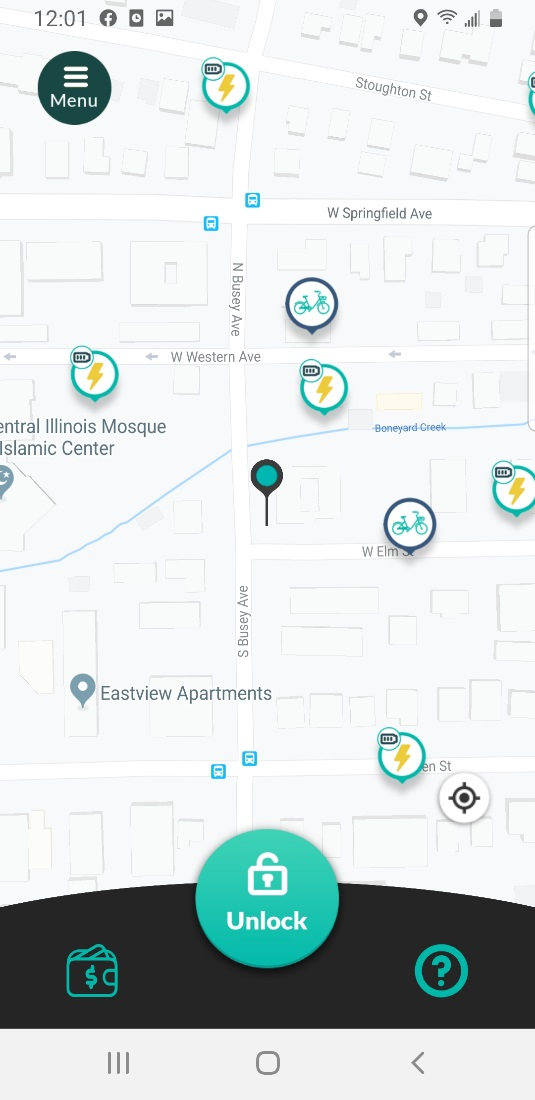 12:01
Menu
Stoughton St
W Springfield Ave
N Busey Ave
W Western Ave
entral Illinois Mosque
Islamic Center
Boneyard Creek
W Elm St
S Busey Ave
Eastview Apartments
en St
Unlock
$
?